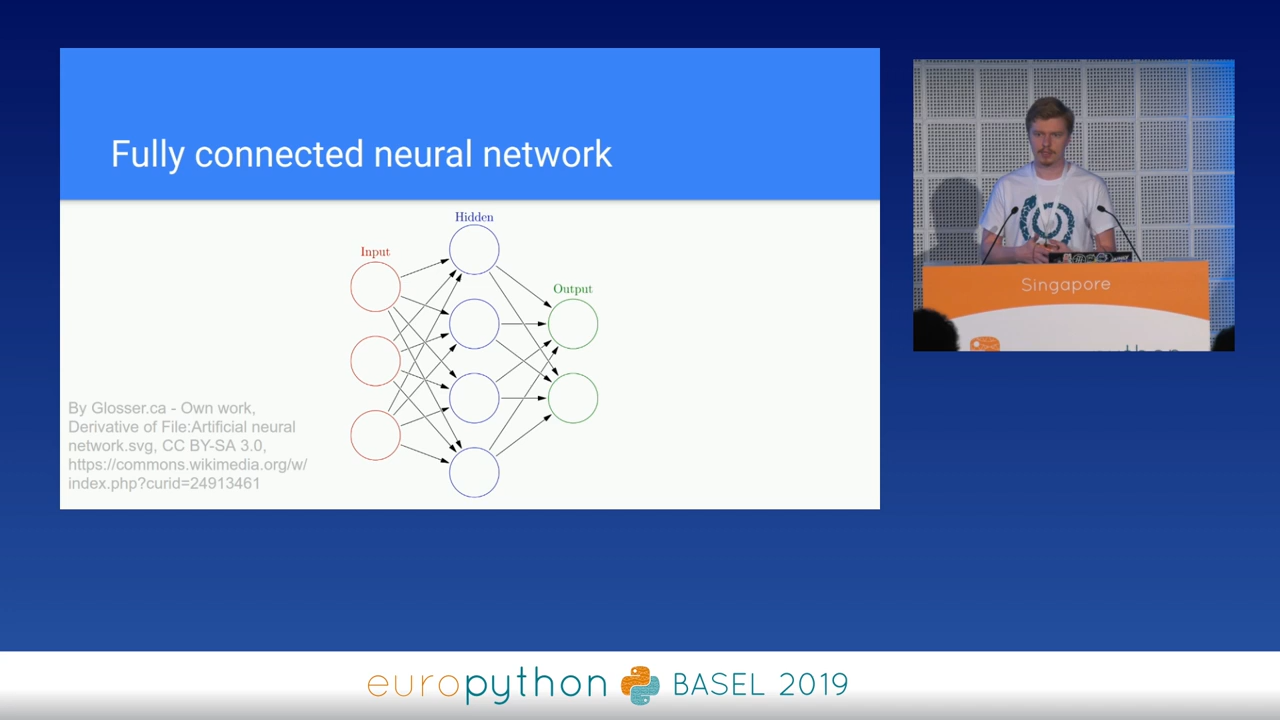 Fully connected neural network
Hidden
Input
Output
By Glosser.ca - Own work,
Derivative of File:Artificial neural
network.svg, CC BY-SA 3.0,
https://commons.wikimedia.org/w/
index.php?curid=24913461
Singapore
europython BASEL 2019